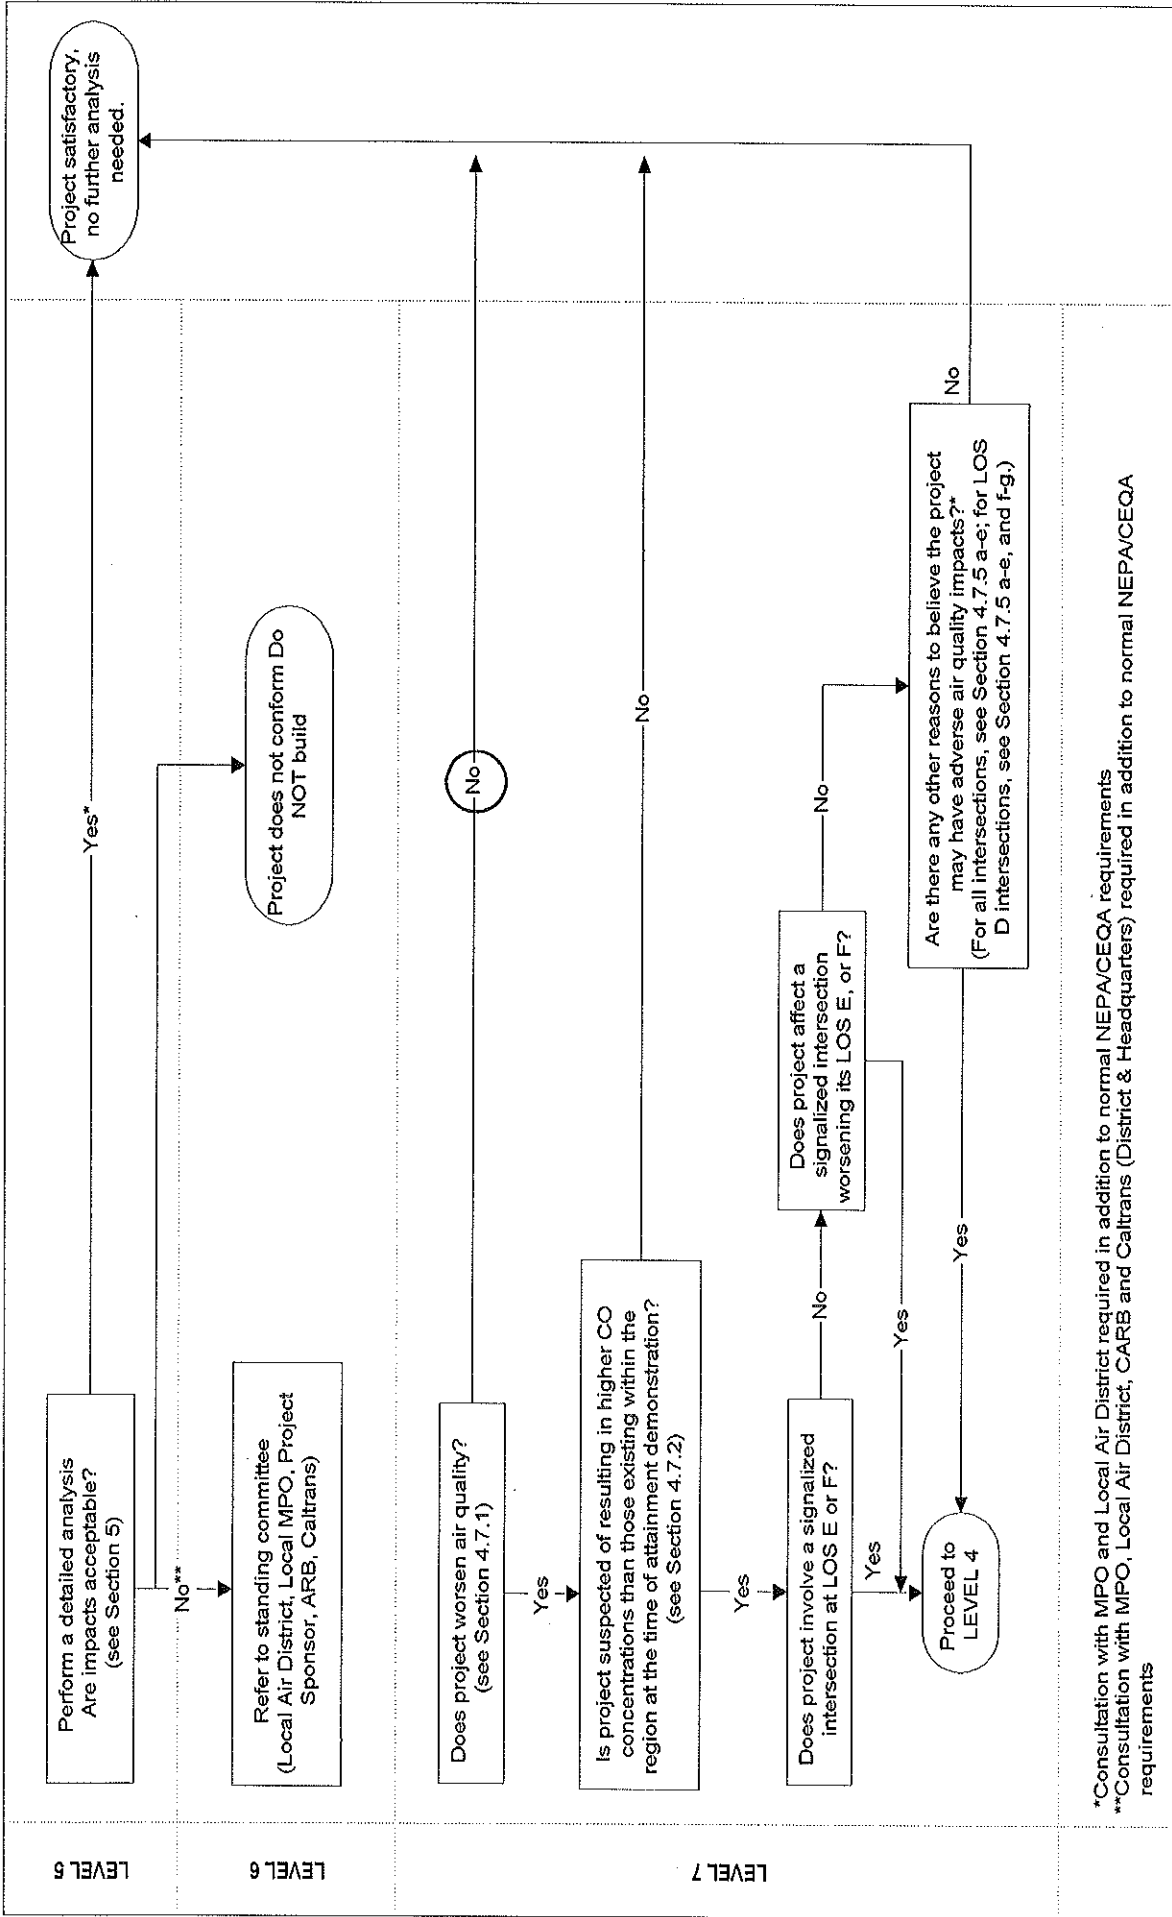 LEVEL 5
Perform a detailed analysis
Are impacts acceptable?
(see Section 5)
Yes*
Project satisfactory,
no further analysis
needed.
No**
LEVEL 6
Refer to standing committee
(Local Air District, Local MPO, Project
Sponsor, ARB, Caltrans)
Project does not conform Do
NOT build
LEVEL 7
Does project worsen air quality?
(see Section 4.7.1)
No
Yes
Is project suspected of resulting in higher CO
concentrations than those existing within the
region at the time of attainment demonstration?
(see Section 4.7.2)
No
Yes
Does project involve a signalized
intersection at LOS E or F?
No
Does project affect a
signalized intersection
worsening its LOS E, or F?
No
Yes
Yes
Proceed to
LEVEL 4
Yes
Are there any other reasons to believe the project
may have adverse air quality impacts?*
(For all intersections, see Section 4.7.5 a-e; for LOS
D intersections, see Section 4.7.5 a-e, and f-g.)
No
*Consultation with MPO and Local Air District required in addition to normal NEPA/CEQA requirements
**Consultation with MPO, Local Air District, CARB and Caltrans (District & Headquarters) required in addition to normal NEPA/CEQA
requirements